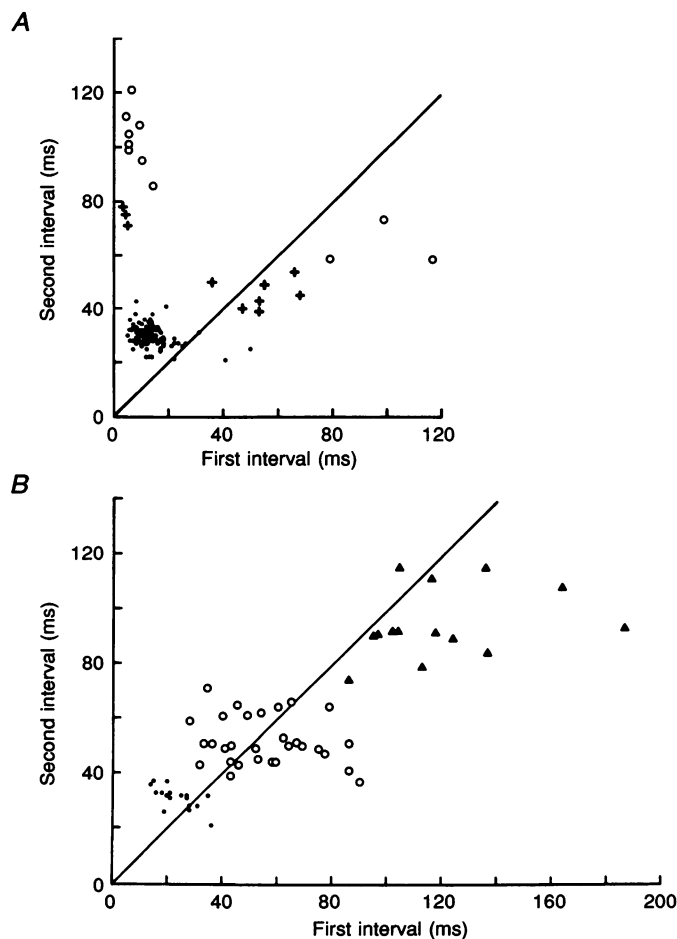 A
120
80
40
0
Second interval (ms)
0 40 80 120
First interval (ms)
B
120
80
40
0
Second interval (ms)
0 40 80 120 160 200
First interval (ms)